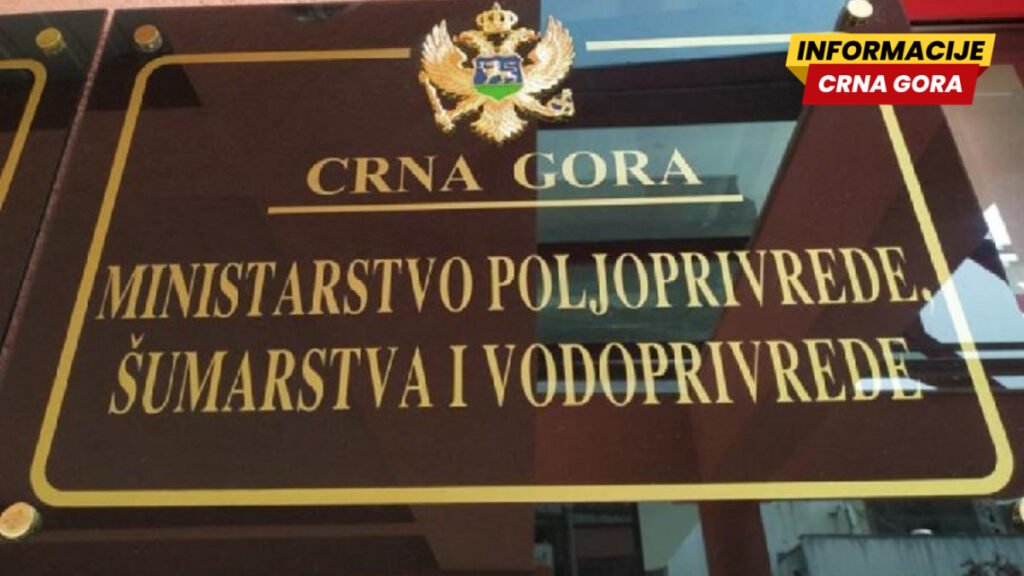 INFORMACIJE
CRNA GORA
CRNA GORA
MINISTARSTVO POLJOPRIVREDE,
ŠUMARSTVA I VODOPRIVREDE